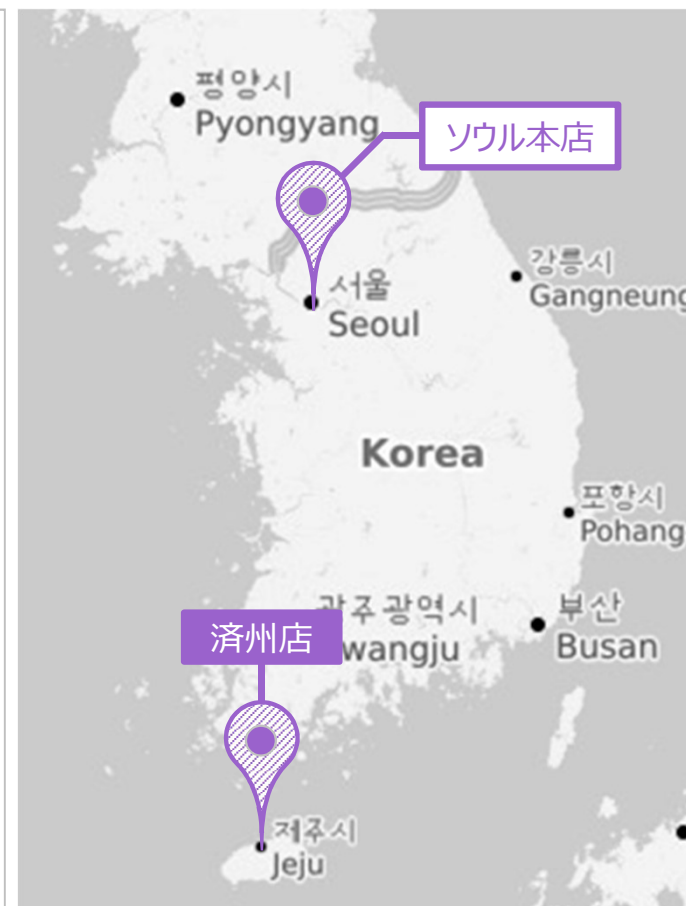 평양시
Pyongyang
ソウル本店
서울
Seoul
강릉시
Gangneung
Korea
포항시
Pohang
광주광역시
wangju
済州店
부산
Busan
제주시
Jeju